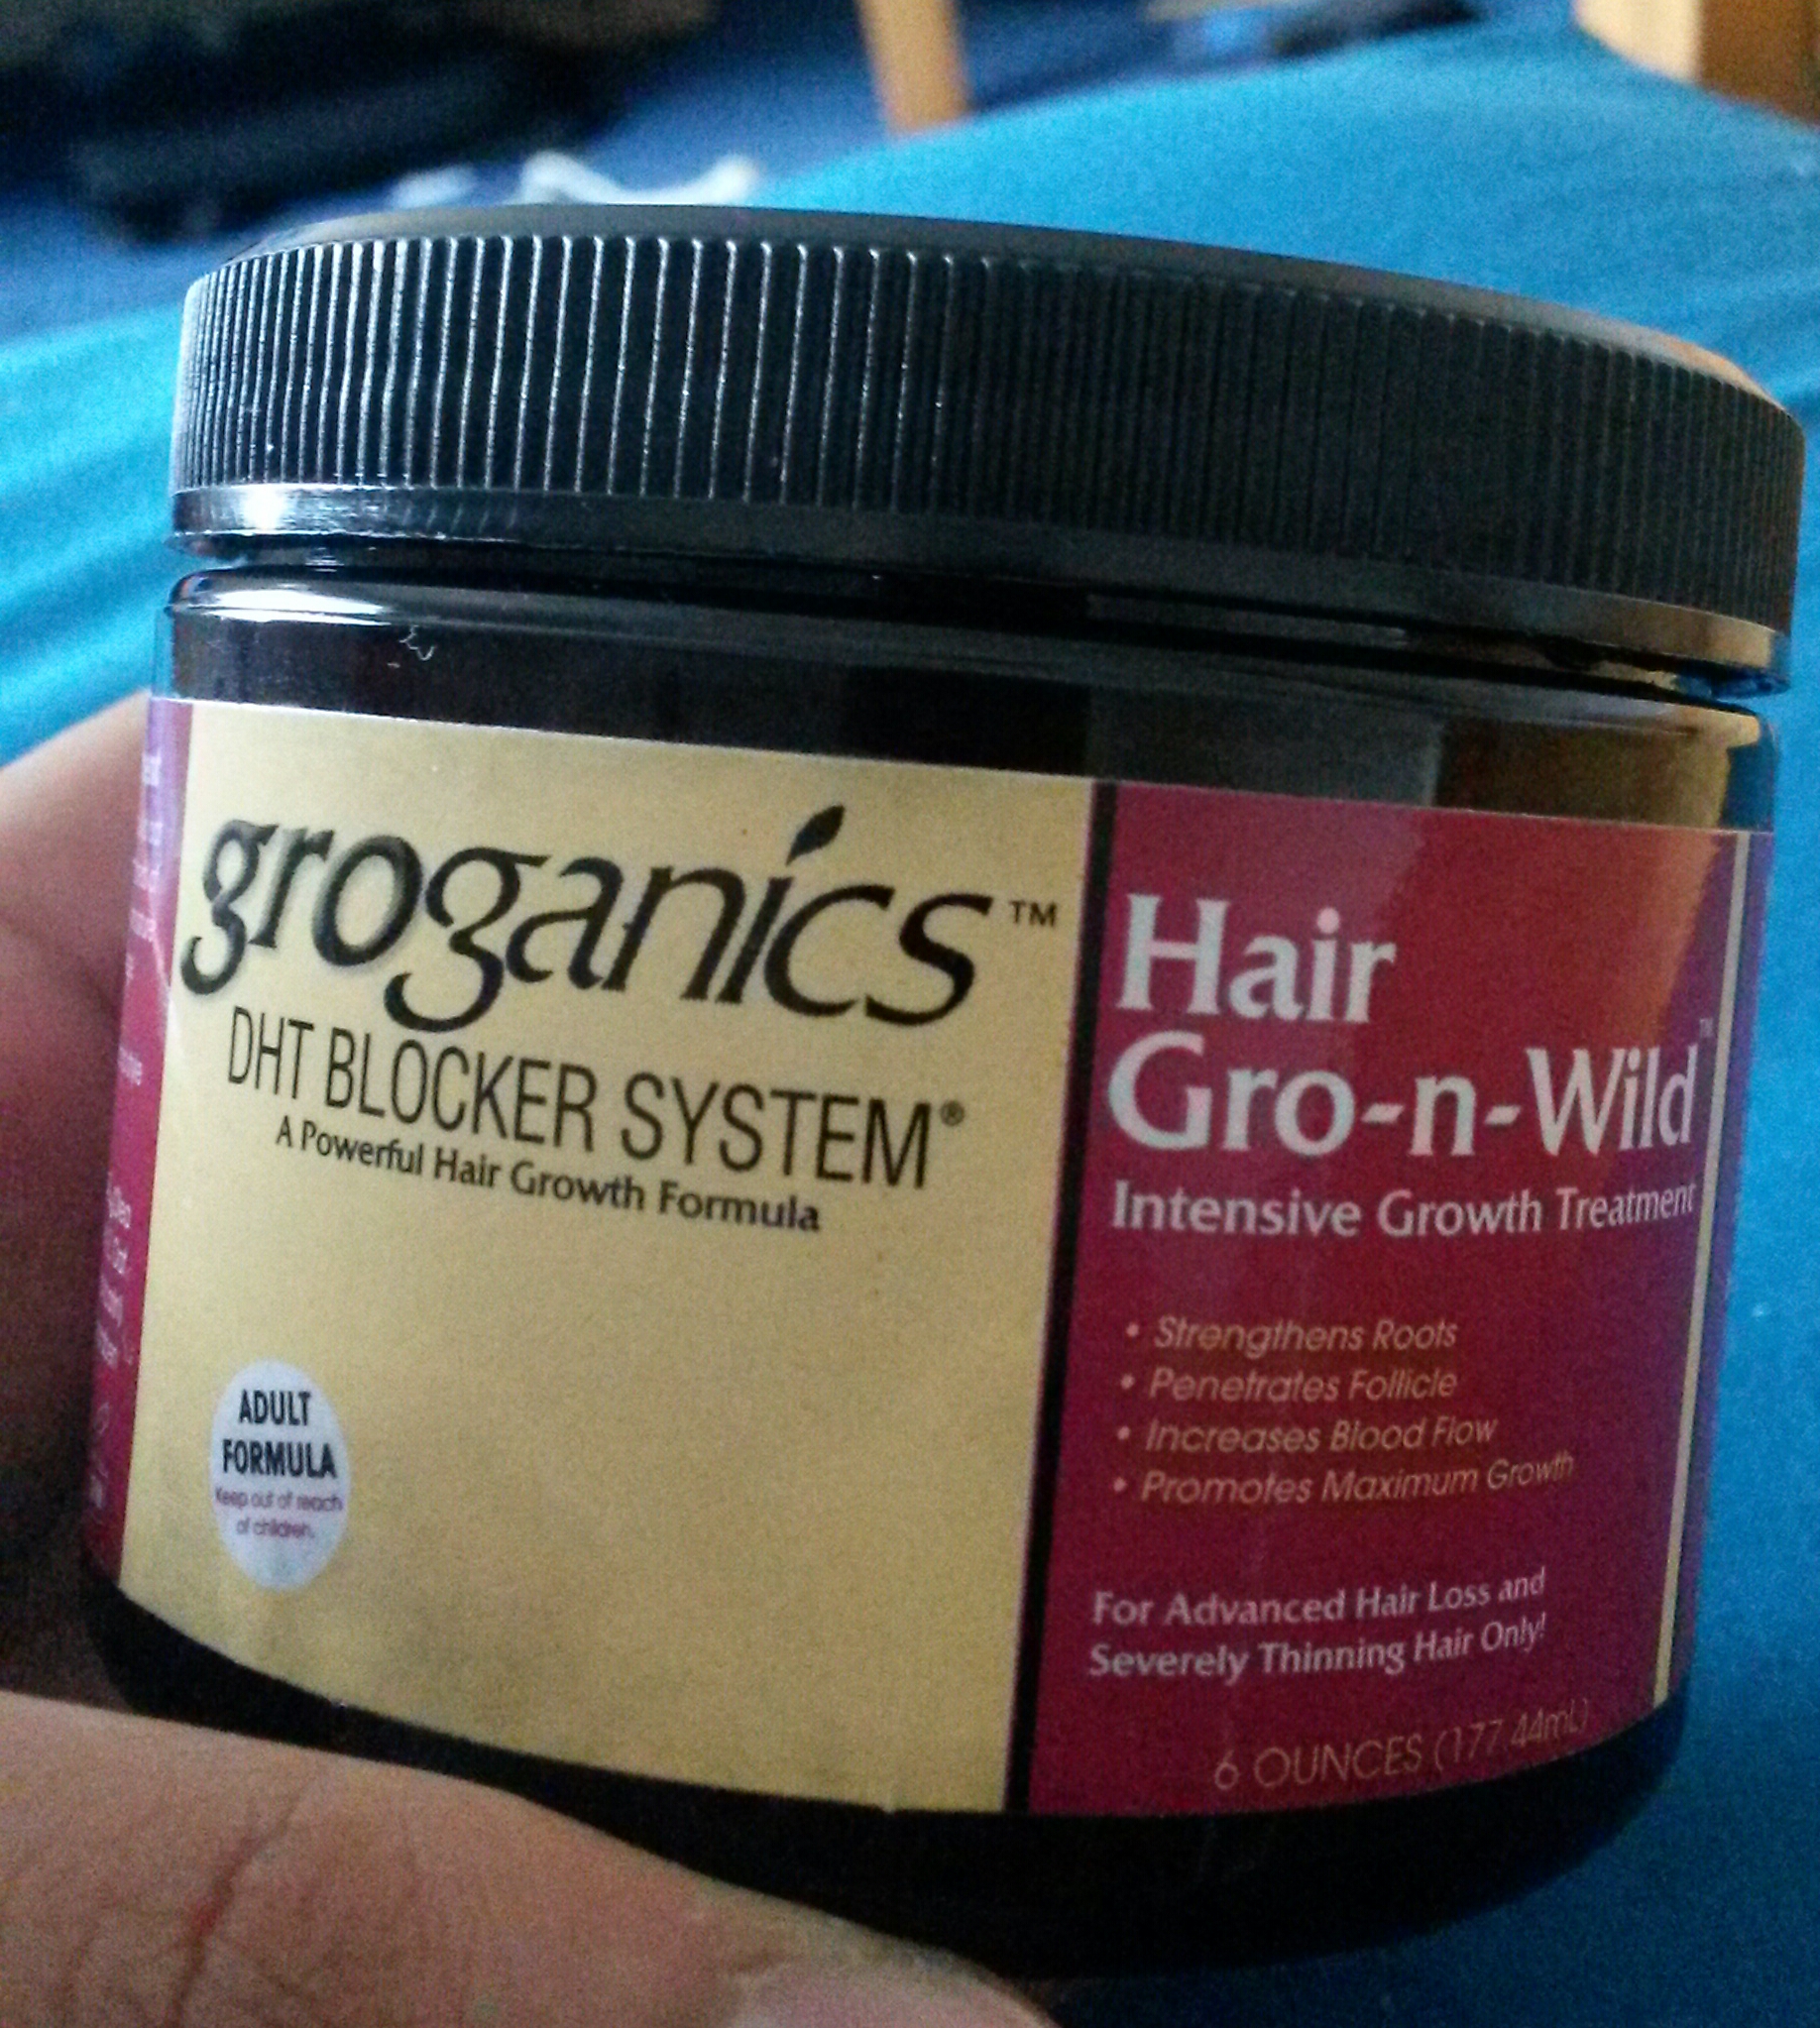 groganics™
DHT BLOCKER SYSTEM®
A Powerful Hair Growth Formula
ADULT
FORMULA
Keep out of reach
of children.
Hair
Gro-n-Wild™
Intensive Growth Treatment
• Strengthens Roots
• Penetrates Follicle
• Increases Blood Flow
• Promotes Maximum Growth
For Advanced Hair Loss and
Severely Thinning Hair Only!
6 OUNCES (177.44mL)